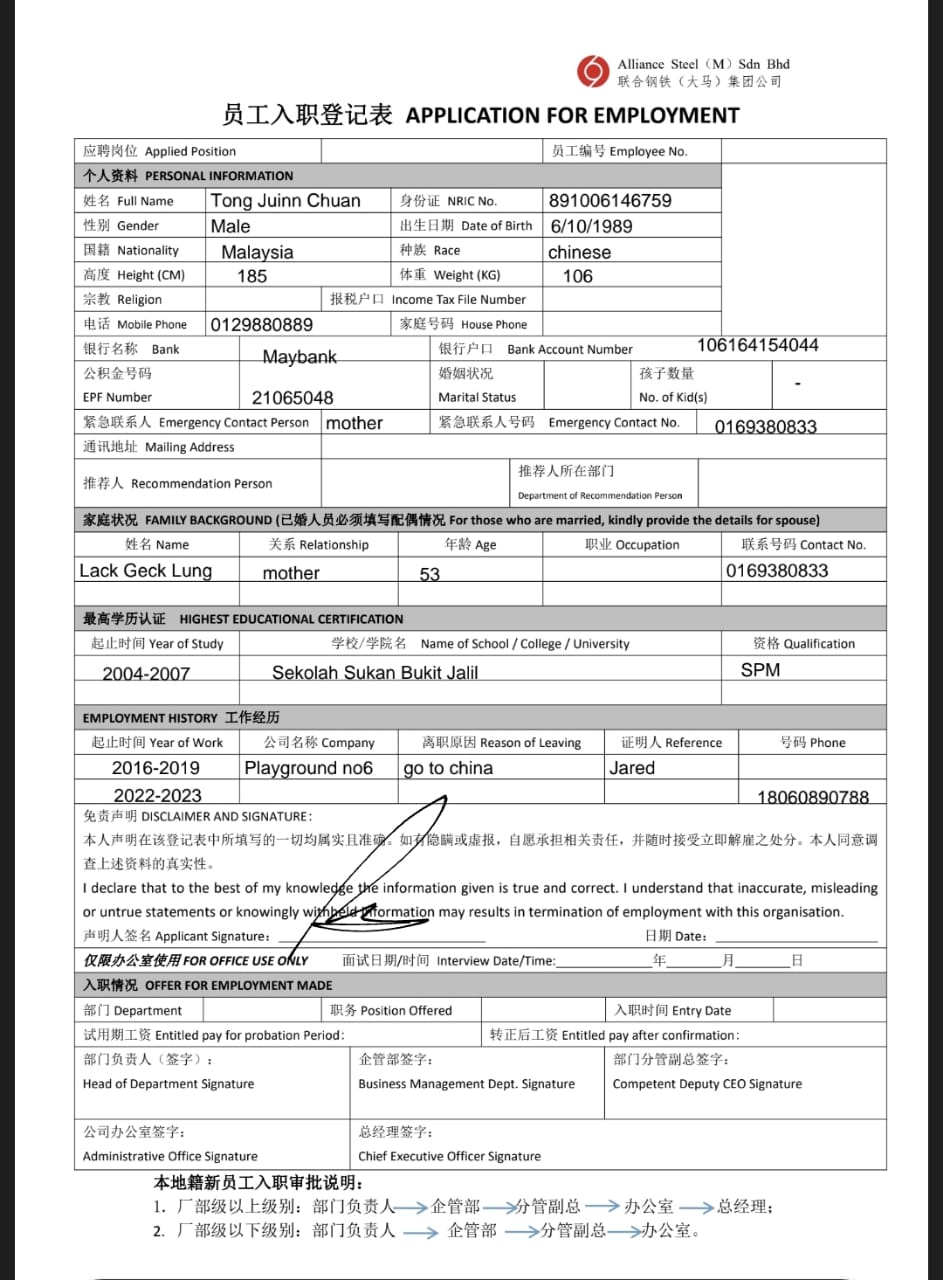 Alliance Steel（M）Sdn Bhd
联合钢铁（大马）集团公司
员工入职登记表 APPLICATION FOR EMPLOYMENT
应聘岗位 Applied Position 员工编号 Employee No.
个人资料 PERSONAL INFORMATION
姓名 Full Name Tong Juinn Chuan 身份证 NRIC No. 891006146759
性别 Gender Male 出生日期 Date of Birth 6/10/1989
国籍 Nationality Malaysia 种族 Race chinese
高度 Height (CM) 185 体重 Weight (KG) 106
宗教 Religion 报税户口 Income Tax File Number
电话 Mobile Phone 0129880889 家庭号码 House Phone
银行名称 Bank Maybank 银行户口 Bank Account Number 106164154044
公积金号码 婚姻状况 孩子数量 -
EPF Number 21065048 Marital Status No. of Kid(s)
紧急联系人 Emergency Contact Person mother 紧急联系人号码 Emergency Contact No. 0169380833
通讯地址 Mailing Address
推荐人 Recommendation Person 推荐人所在部门
Department of Recommendation Person
家庭状况 FAMILY BACKGROUND (已婚人员必须填写配偶情况 For those who are married, kindly provide the details for spouse)
姓名 Name 关系 Relationship 年龄 Age 职业 Occupation 联系号码 Contact No.
Lack Geck Lung mother 53 0169380833
最高学历认证 HIGHEST EDUCATIONAL CERTIFICATION
起止时间 Year of Study 学校/学院名 Name of School / College / University 资格 Qualification
2004-2007 Sekolah Sukan Bukit Jalil SPM
EMPLOYMENT HISTORY 工作经历
起止时间 Year of Work 公司名称 Company 离职原因 Reason of Leaving 证明人 Reference 号码 Phone
2016-2019 Playground no6 go to china Jared
2022-2023 18060890788
免责声明 DISCLAIMER AND SIGNATURE：
本人声明在该登记表中所填写的一切均属实且准确。如有隐瞒或虚报，自愿承担相关责任，并随时接受立即解雇之处分。本人同意调
查上述资料的真实性。
I declare that to the best of my knowledge the information given is true and correct. I understand that inaccurate, misleading
or untrue statements or knowingly withheld information may results in termination of employment with this organisation.
声明人签名 Applicant Signature： 日期 Date：
仅限办公室使用 FOR OFFICE USE ONLY 面试日期/时间 Interview Date/Time: 年 月 日
入职情况 OFFER FOR EMPLOYMENT MADE
部门 Department 职务 Position Offered 入职时间 Entry Date
试用期工资 Entitled pay for probation Period： 转正后工资 Entitled pay after confirmation：
部门负责人（签字）： 企管部签字： 部门分管副总签字：
Head of Department Signature Business Management Dept. Signature Competent Deputy CEO Signature
公司办公室签字： 总经理签字：
Administrative Office Signature Chief Executive Officer Signature
本地籍新员工入职审批说明：
1. 厂部级以上级别：部门负责人→企管部→分管副总→办公室→总经理；
2. 厂部级以下级别：部门负责人→企管部→分管副总→办公室。